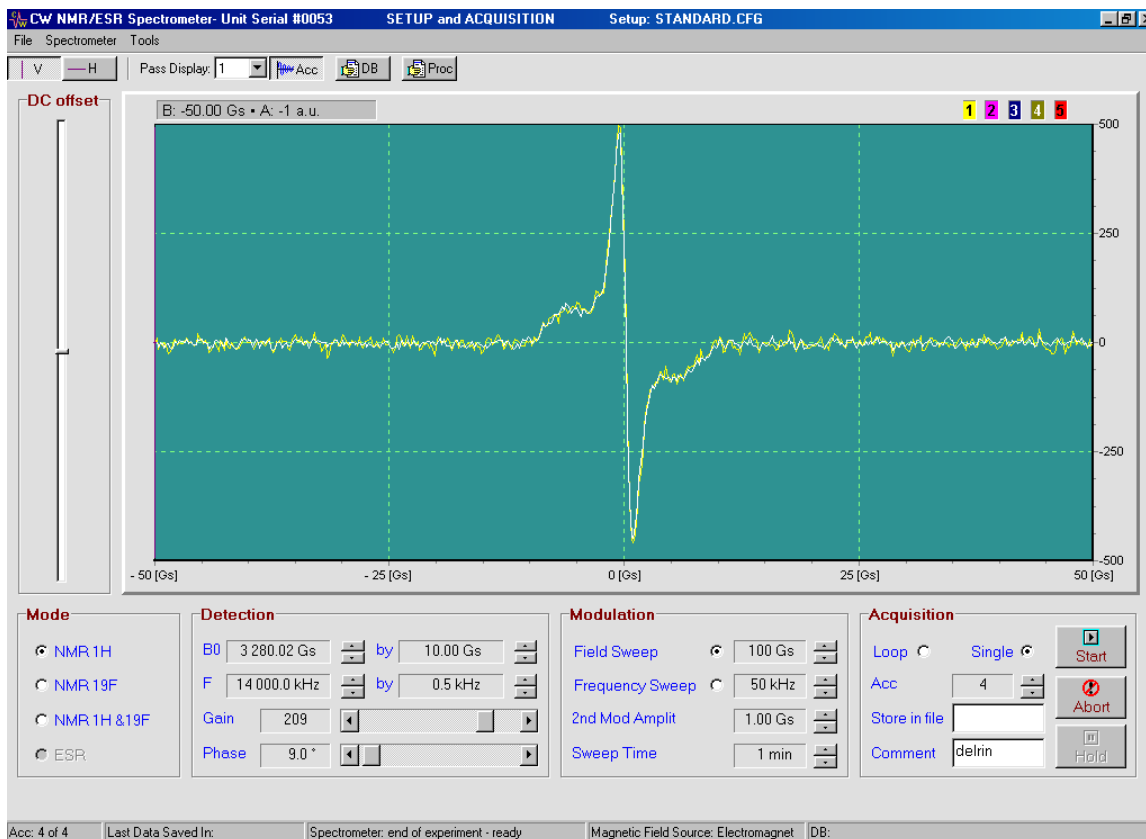 CW NMR/ESR Spectrometer- Unit Serial #0053 SETUP and ACQUISITION Setup: STANDARD.CFG
File Spectrometer Tools
V H Pass Display: 1 Acc DB Proc
DC offset
B: -50.00 Gs • A: -1 a.u.
1 2 3 4 5
500
250
0
-250
-500
- 50 [Gs] - 25 [Gs] 0 [Gs] 25 [Gs] 50 [Gs]
Mode
NMR 1H
NMR 19F
NMR 1H &19F
ESR
Detection
B0 3 280.02 Gs by 10.00 Gs
F 14 000.0 kHz by 0.5 kHz
Gain 209
Phase 9.0 °
Modulation
Field Sweep 100 Gs
Frequency Sweep 50 kHz
2nd Mod Amplit 1.00 Gs
Sweep Time 1 min
Acquisition
Loop Single
Acc 4
Store in file
Comment delrin
Start
Abort
Hold
Acc: 4 of 4 Last Data Saved In: Spectrometer: end of experiment - ready Magnetic Field Source: Electromagnet DB: